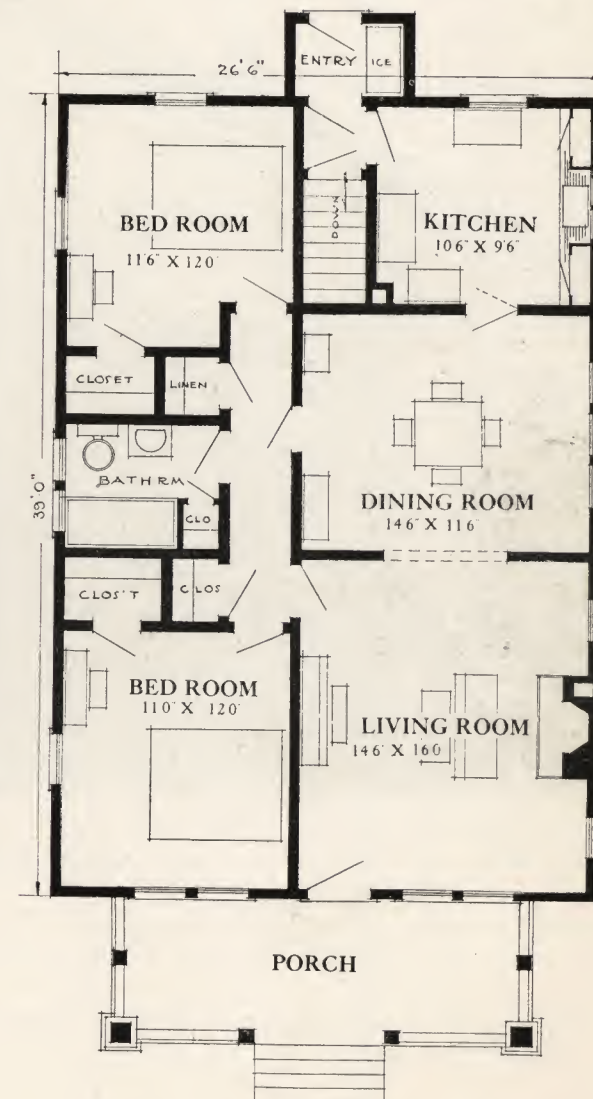 26'6"
ENTRY
ICE
BED ROOM
11'6" X 12'0"
DOWN
KITCHEN
10'6" X 9'6"
CLOSET
LINEN
BATHRM
CLO
39'0"
DINING ROOM
14'6" X 11'6"
CLOS'T
CLOS
BED ROOM
11'0" X 12'0"
LIVING ROOM
14'6" X 16'0
PORCH